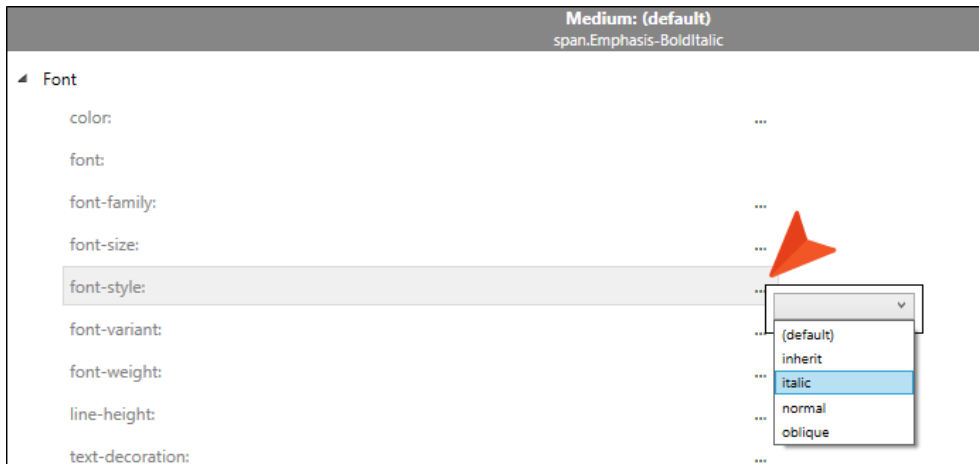 Medium: (default)
span.Emphasis-BoldItalic
Font
color: ...
font:
font-family: ...
font-size: ...
font-style: ...
font-variant: ...
font-weight: ...
line-height: ...
text-decoration: ...
(default)
inherit
italic
normal
oblique